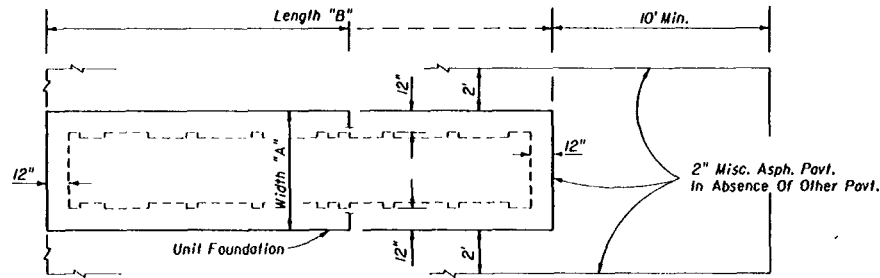 Length "B"
10' Min.
12"
2'
12"
Width "A"
12"
2" Misc. Asph. Pavt.
In Absence Of Other Pavt.
Unit Foundation
12"
2'